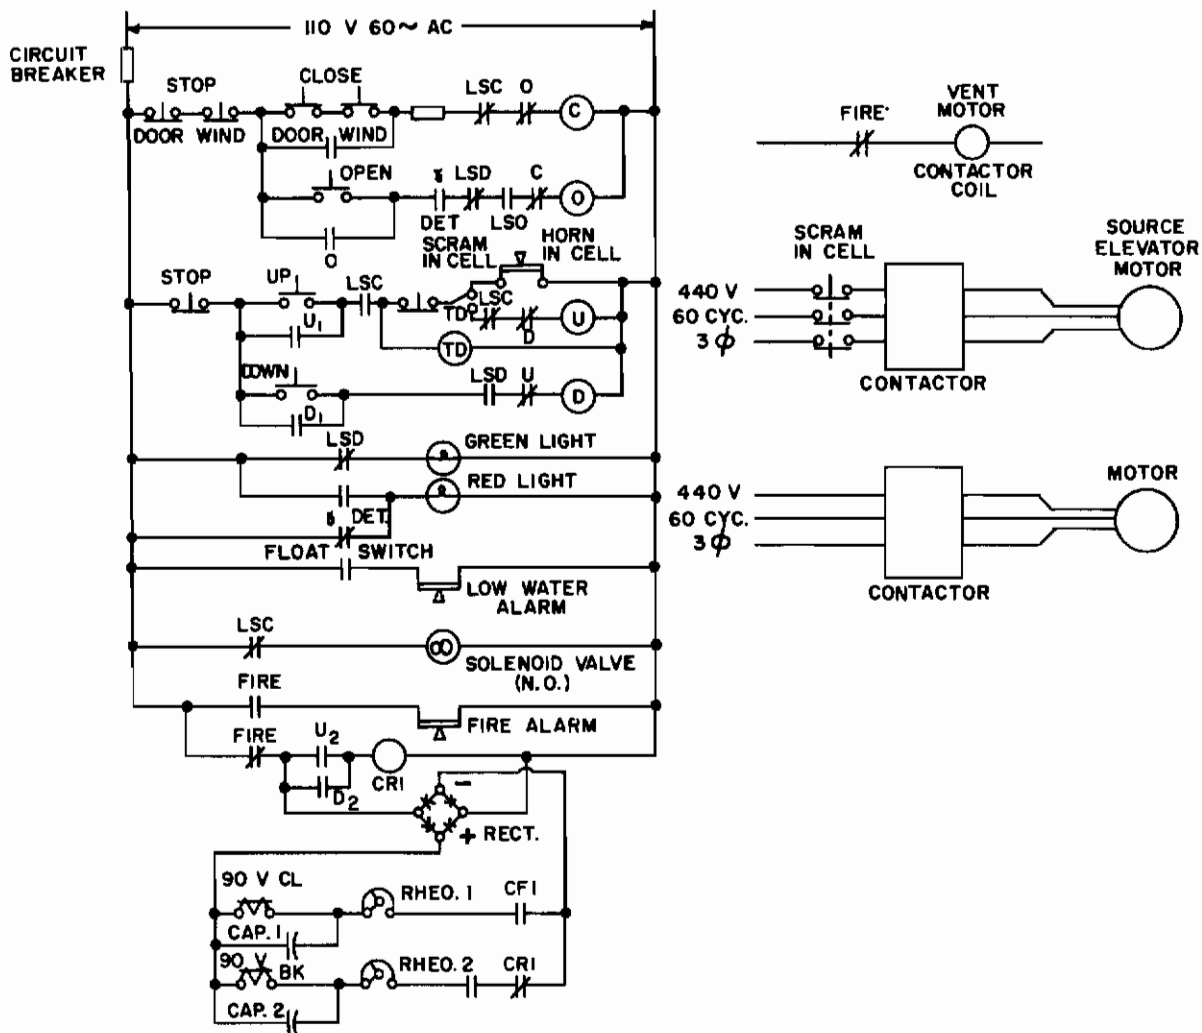 110 V 60~ AC
CIRCUIT
BREAKER
STOP
CLOSE
LSC O
C
DOOR WIND
DOOR WIND
OPEN
γ LSD C
O
DET LSO
O
SCRAM
IN CELL
HORN
IN CELL
STOP
UP
LSC
TD
LSC
D
U
U1
TD
DOWN
LSD U
D
D1
LSD
GREEN LIGHT
RED LIGHT
γ DET.
FLOAT SWITCH
LOW WATER
ALARM
LSC
SOLENOID VALVE
(N.O.)
FIRE
FIRE ALARM
FIRE
U2
CR1
D2
−
+ RECT.
90 V CL
RHEO. 1
CF1
CAP. 1
90 V BK
RHEO. 2
CR1
CAP. 2
FIRE
VENT
MOTOR
CONTACTOR
COIL
SCRAM
IN CELL
SOURCE
ELEVATOR
MOTOR
440 V
60 CYC.
3 ϕ
CONTACTOR
MOTOR
440 V
60 CYC.
3 ϕ
CONTACTOR